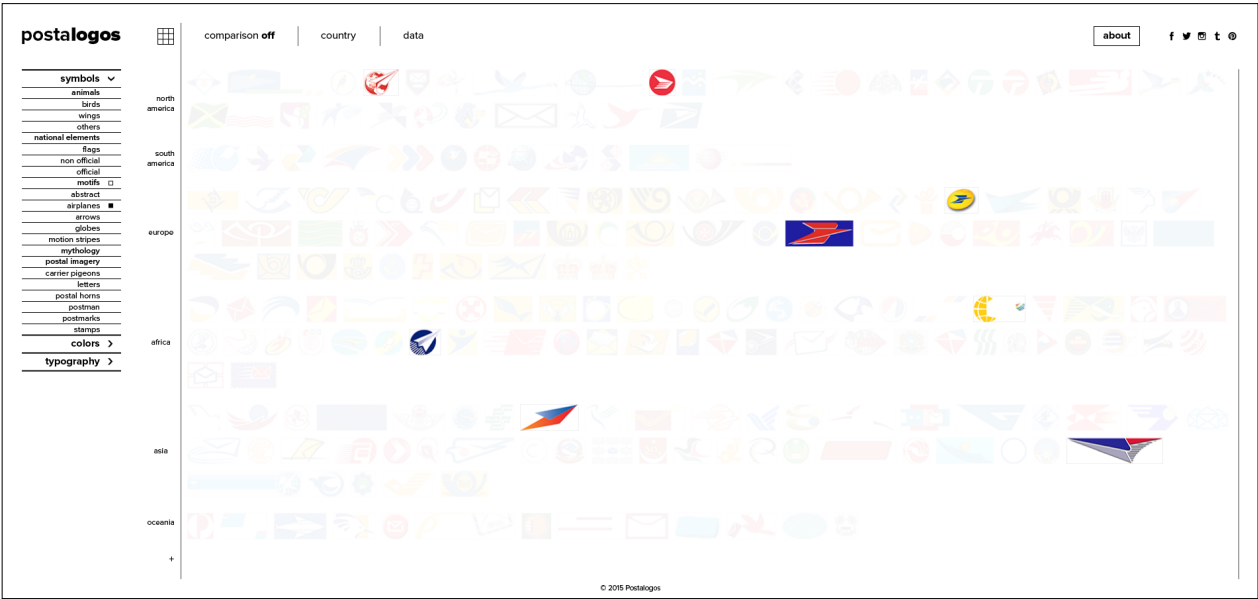 postalogos
comparison off
country
data
about
symbols
animals
birds
wings
others
national elements
flags
non official
official
motifs
abstract
airplanes
arrows
globes
motion stripes
mythology
postal imagery
carrier pigeons
letters
postal horns
postman
postmarks
stamps
colors
typography
north
america
south
america
europe
africa
asia
oceania
+
© 2015 Postalogos